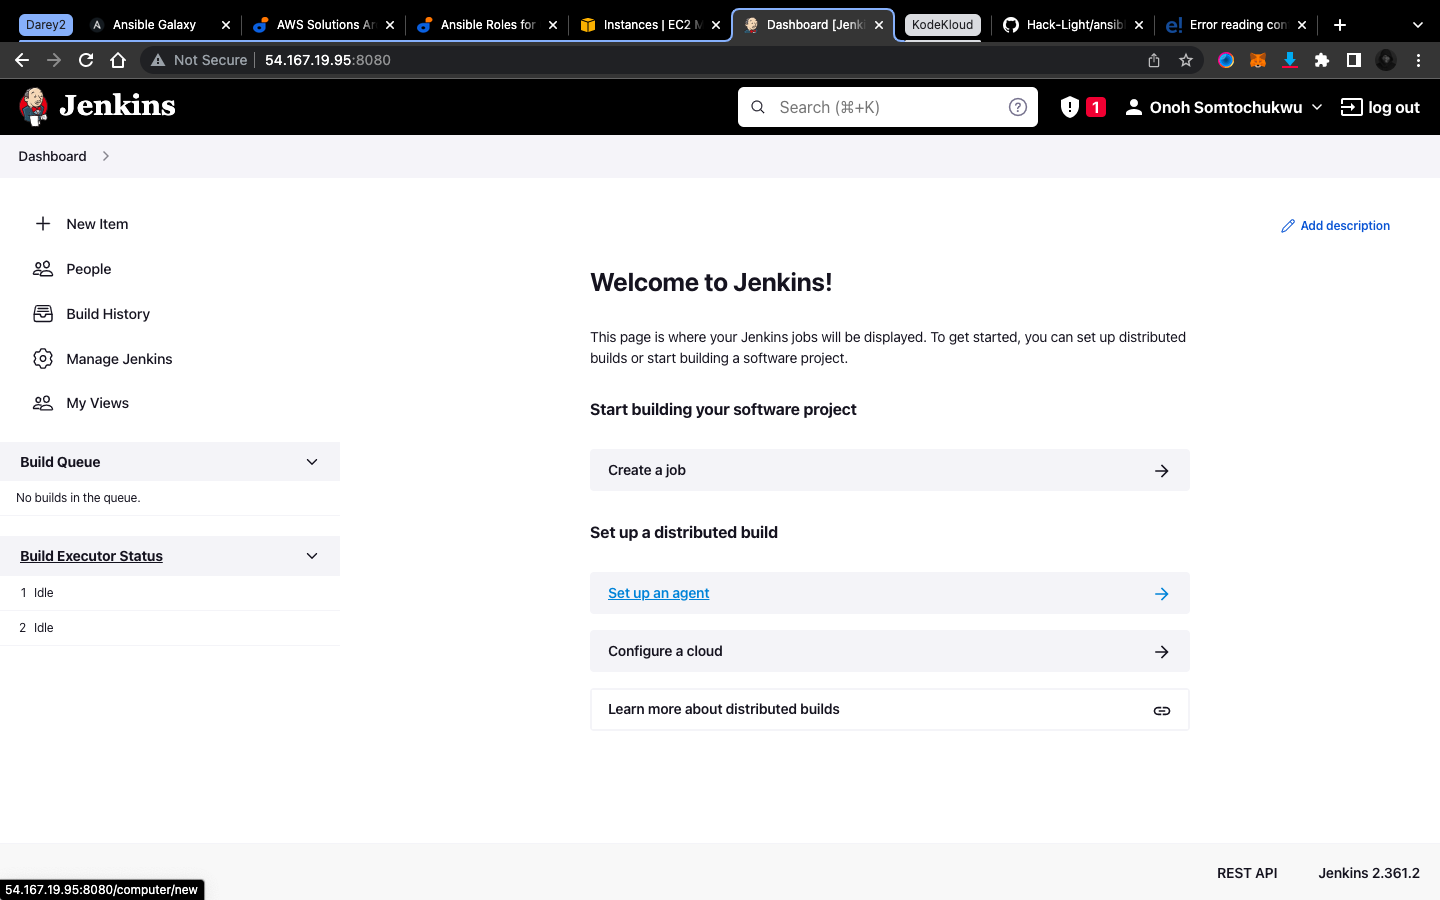 Darey2
Ansible Galaxy
AWS Solutions Ar
Ansible Roles for
Instances | EC2 M
Dashboard [Jenki
KodeKloud
Hack-Light/ansib
Error reading con
Not Secure
54.167.19.95:8080
Jenkins
Search (⌘+K)
1
Onoh Somtochukwu
log out
Dashboard
New Item
People
Build History
Manage Jenkins
My Views
Build Queue
No builds in the queue.
Build Executor Status
1 Idle
2 Idle
Add description
Welcome to Jenkins!
This page is where your Jenkins jobs will be displayed. To get started, you can set up distributed
builds or start building a software project.
Start building your software project
Create a job
Set up a distributed build
Set up an agent
Configure a cloud
Learn more about distributed builds
REST API
Jenkins 2.361.2
54.167.19.95:8080/computer/new